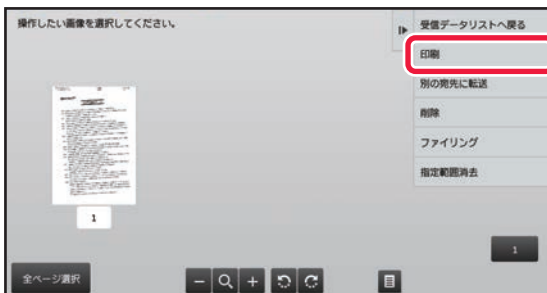 操作したい画像を選択してください。
受信データリストへ戻る
印刷
別の宛先に転送
削除
ファイリング
指定範囲消去
1
1
全ページ選択